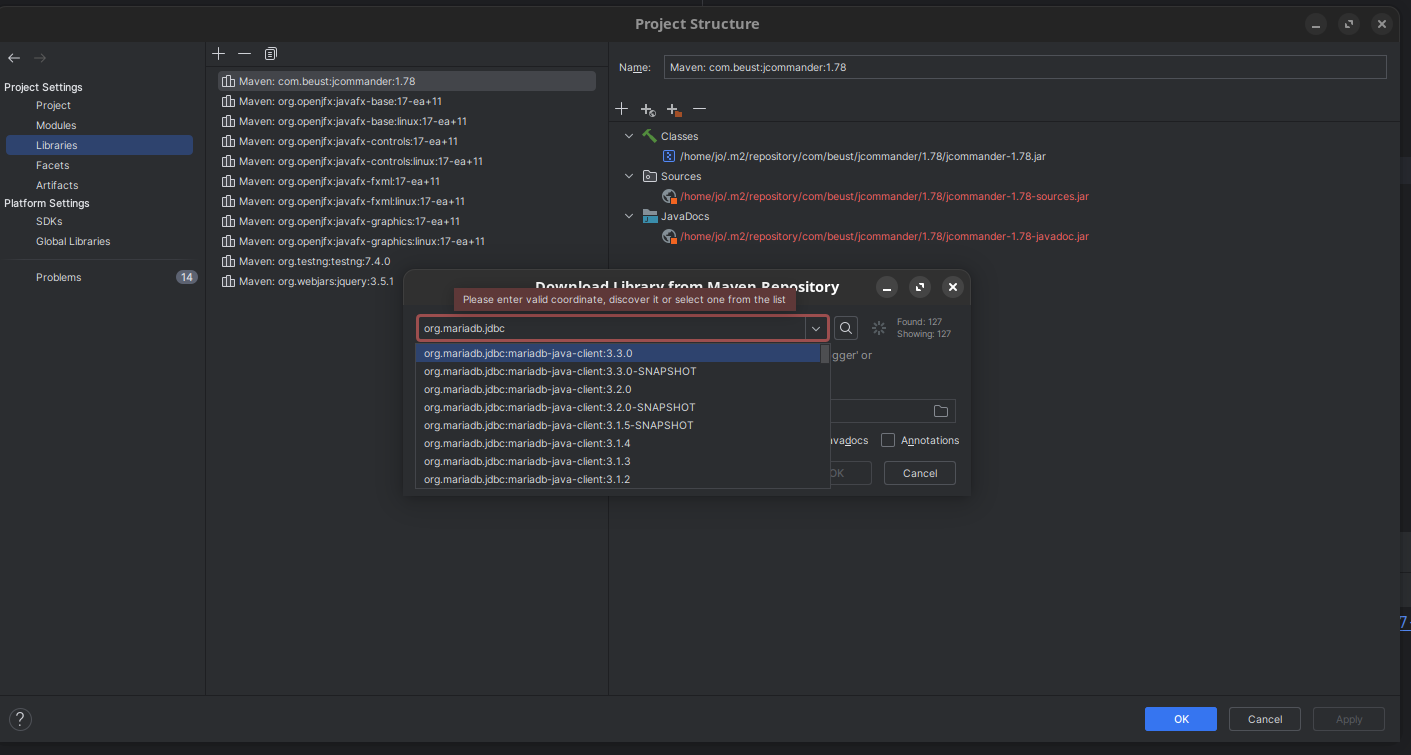 Project Structure
Project Settings
Project
Modules
Libraries
Facets
Artifacts
Platform Settings
SDKs
Global Libraries
Problems
14
Maven: com.beust:jcommander:1.78
Maven: org.openjfx:javafx-base:17-ea+11
Maven: org.openjfx:javafx-base:linux:17-ea+11
Maven: org.openjfx:javafx-controls:17-ea+11
Maven: org.openjfx:javafx-controls:linux:17-ea+11
Maven: org.openjfx:javafx-fxml:17-ea+11
Maven: org.openjfx:javafx-fxml:linux:17-ea+11
Maven: org.openjfx:javafx-graphics:17-ea+11
Maven: org.openjfx:javafx-graphics:linux:17-ea+11
Maven: org.testng:testng:7.4.0
Maven: org.webjars:jquery:3.5.1
Name:
Maven: com.beust:jcommander:1.78
Classes
/home/jo/.m2/repository/com/beust/jcommander/1.78/jcommander-1.78.jar
Sources
/home/jo/.m2/repository/com/beust/jcommander/1.78/jcommander-1.78-sources.jar
JavaDocs
/home/jo/.m2/repository/com/beust/jcommander/1.78/jcommander-1.78-javadoc.jar
Download Library from Maven Repository
Please enter valid coordinate, discover it or select one from the list
org.mariadb.jdbc
Found: 127
Showing: 127
org.mariadb.jdbc:mariadb-java-client:3.3.0
org.mariadb.jdbc:mariadb-java-client:3.3.0-SNAPSHOT
org.mariadb.jdbc:mariadb-java-client:3.2.0
org.mariadb.jdbc:mariadb-java-client:3.2.0-SNAPSHOT
org.mariadb.jdbc:mariadb-java-client:3.1.5-SNAPSHOT
org.mariadb.jdbc:mariadb-java-client:3.1.4
org.mariadb.jdbc:mariadb-java-client:3.1.3
org.mariadb.jdbc:mariadb-java-client:3.1.2
gger' or
vadocs
Annotations
OK
Cancel
7
?
OK
Cancel
Apply